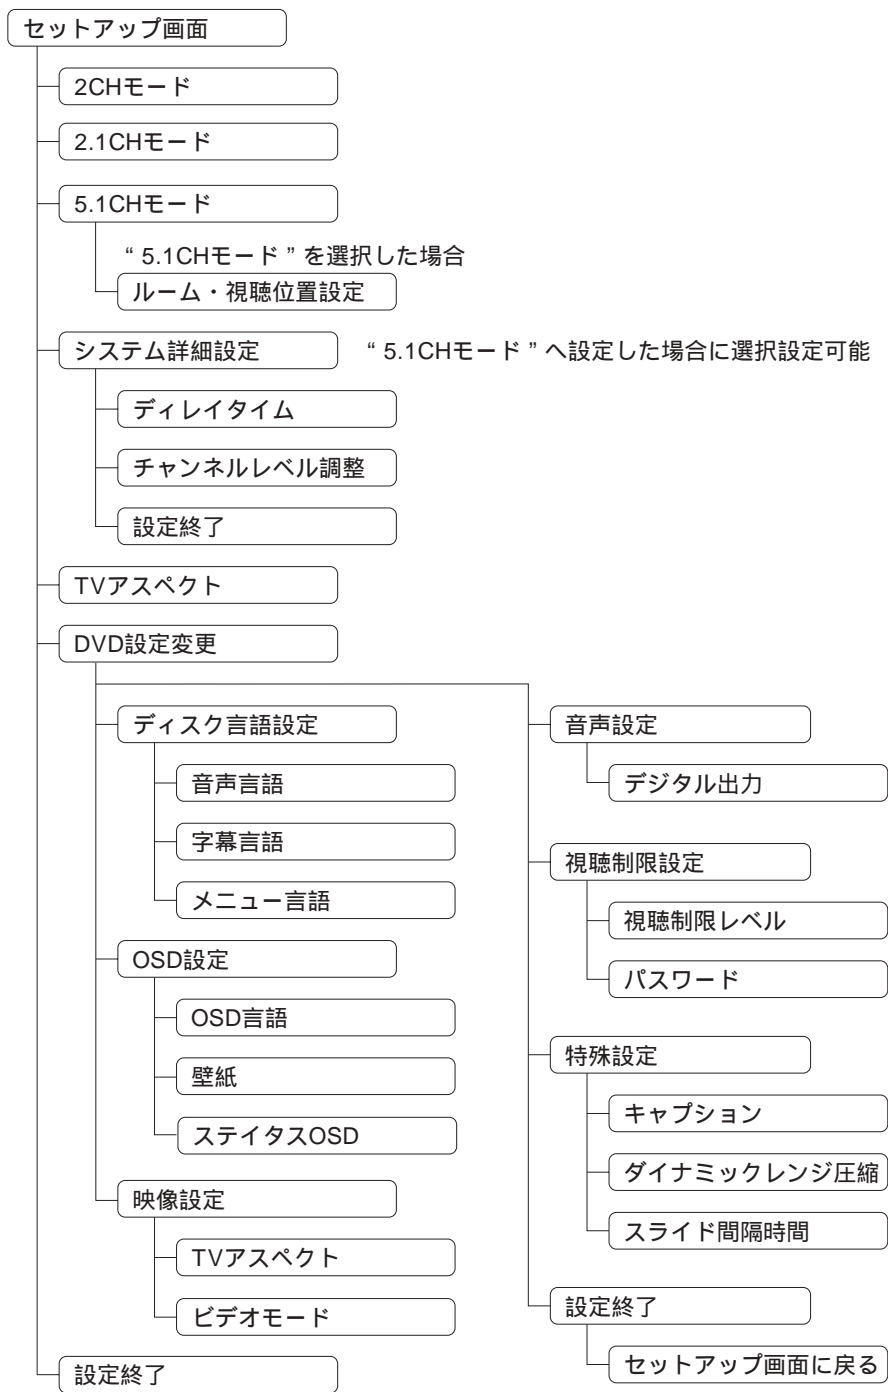 セットアップ画面
2CHモード
2.1CHモード
5.1CHモード
“ 5.1CHモード ” を選択した場合
ルーム・視聴位置設定
システム詳細設定
“ 5.1CHモード ” へ設定した場合に選択設定可能
ディレイタイム
チャンネルレベル調整
設定終了
TVアスペクト
DVD設定変更
ディスク言語設定
音声言語
字幕言語
メニュー言語
OSD設定
OSD言語
壁紙
ステイタスOSD
映像設定
TVアスペクト
ビデオモード
音声設定
デジタル出力
視聴制限設定
視聴制限レベル
パスワード
特殊設定
キャプション
ダイナミックレンジ圧縮
スライド間隔時間
設定終了
セットアップ画面に戻る
設定終了